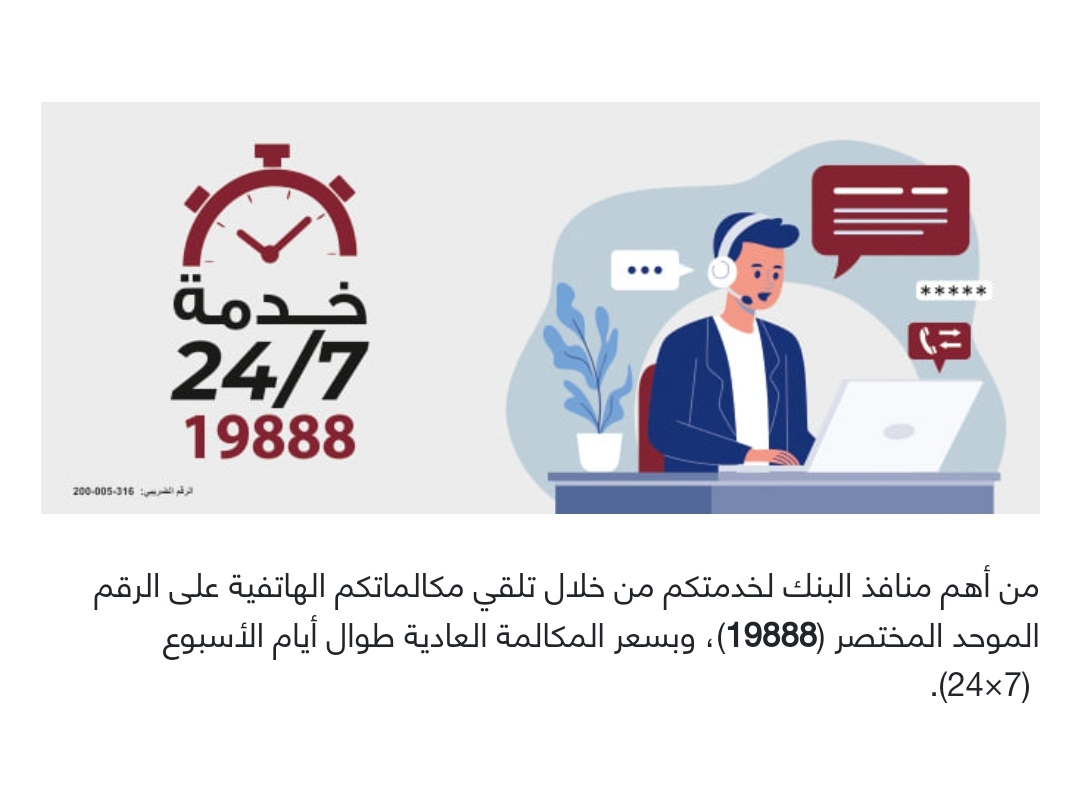 خدمة
24/7
19888
الرقم الضريبي: 316-005-200
*****
من أهم منافذ البنك لخدمتكم من خلال تلقي مكالماتكم الهاتفية على الرقم
الموحد المختصر (19888)، وبسعر المكالمة العادية طوال أيام الأسبوع
(7×24).